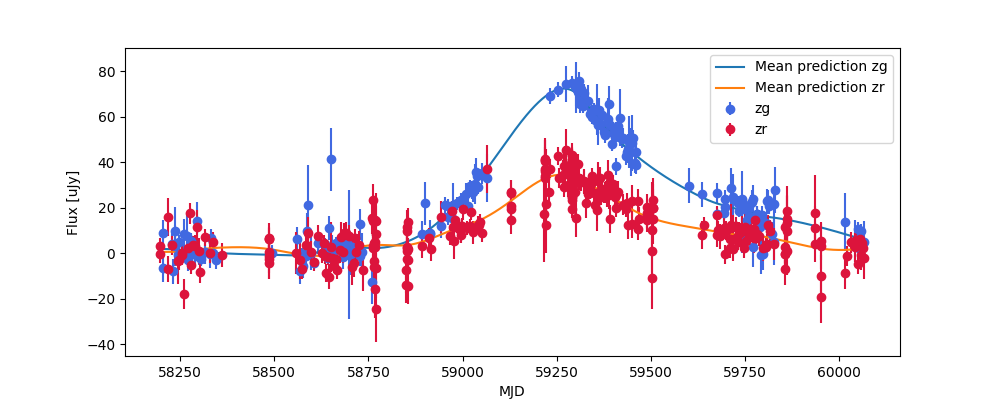 80
60
40
20
0
−20
−40
Flux [uJy]
58250
58500
58750
59000
59250
59500
59750
60000
MJD
Mean prediction zg
Mean prediction zr
zg
zr